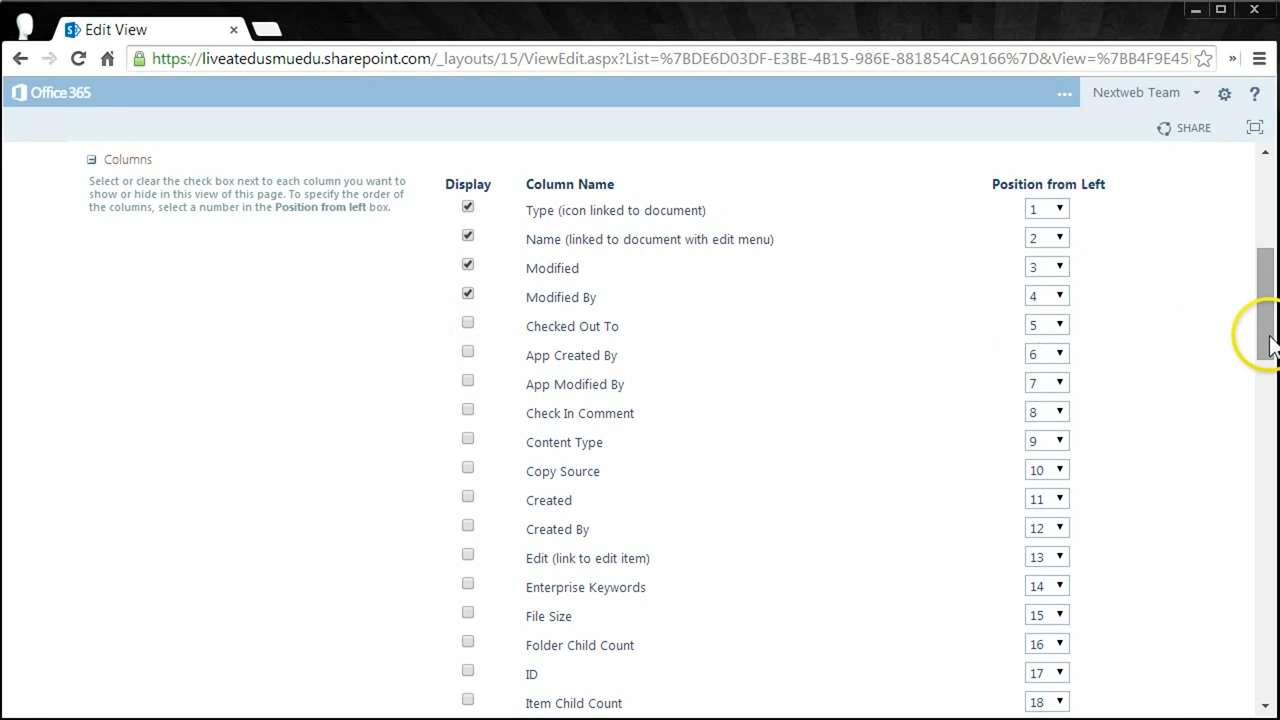 Edit View
https://liveatedusmuedu.sharepoint.com/_layouts/15/ViewEdit.aspx?List=%7BDE6D03DF-E3BE-4B15-986E-881854CA9166%7D&View=%7BB4F9E45
Office 365 ... Nextweb Team ?
SHARE
Columns
Select or clear the check box next to each column you want to
show or hide in this view of this page. To specify the order of
the columns, select a number in the Position from left box.
Display Column Name Position from Left
Type (icon linked to document) 1
Name (linked to document with edit menu) 2
Modified 3
Modified By 4
Checked Out To 5
App Created By 6
App Modified By 7
Check In Comment 8
Content Type 9
Copy Source 10
Created 11
Created By 12
Edit (link to edit item) 13
Enterprise Keywords 14
File Size 15
Folder Child Count 16
ID 17
Item Child Count 18